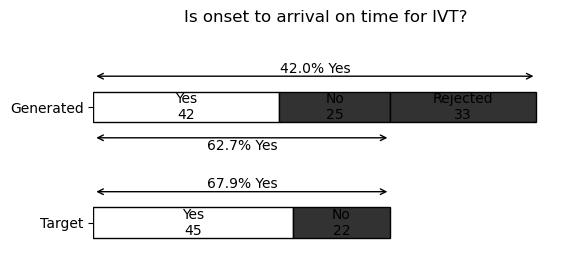 Is onset to arrival on time for IVT?
42.0% Yes
Generated
Yes
42
No
25
Rejected
33
62.7% Yes
67.9% Yes
Target
Yes
45
No
22